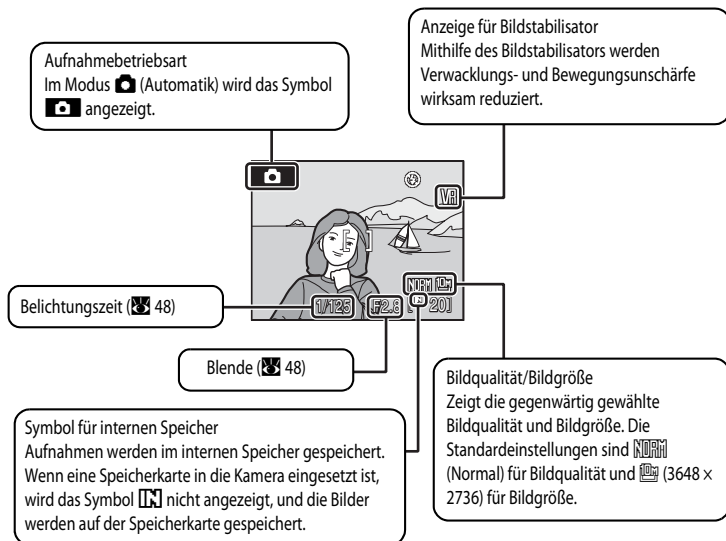 Aufnahmebetriebsart
Im Modus (Automatik) wird das Symbol
angezeigt.
Anzeige für Bildstabilisator
Mithilfe des Bildstabilisators werden
Verwacklungs- und Bewegungsunschärfe
wirksam reduziert.
VR
NORM 10M
1/125 F2.8 IN [ 20]
Belichtungszeit ( 48)
Blende ( 48)
Symbol für internen Speicher
Aufnahmen werden im internen Speicher gespeichert.
Wenn eine Speicherkarte in die Kamera eingesetzt ist,
wird das Symbol IN nicht angezeigt, und die Bilder
werden auf der Speicherkarte gespeichert.
Bildqualität/Bildgröße
Zeigt die gegenwärtig gewählte
Bildqualität und Bildgröße. Die
Standardeinstellungen sind NORM
(Normal) für Bildqualität und 10M (3648 ×
2736) für Bildgröße.